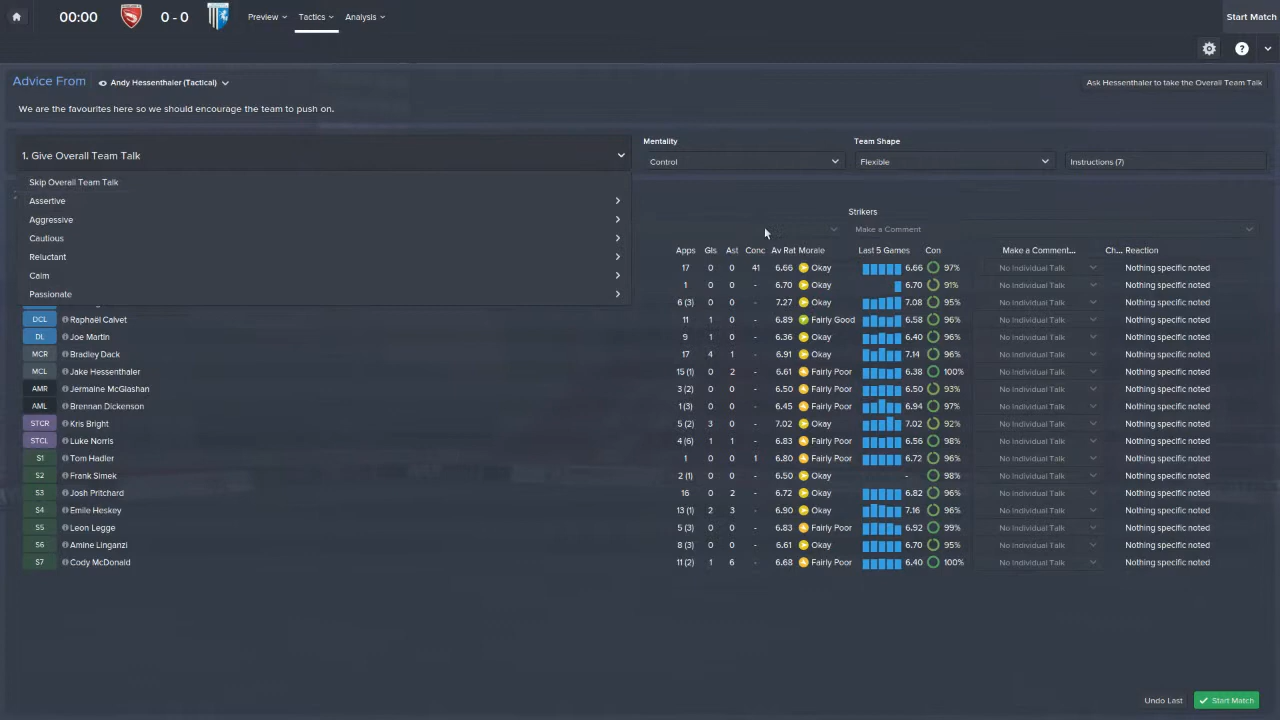 00:00 0 - 0 Preview Tactics Analysis Start Match
Advice From Andy Hessenthaler (Tactical) Ask Hessenthaler to take the Overall Team Talk
We are the favourites here so we should encourage the team to push on.
Mentality Team Shape
1. Give Overall Team Talk Control Flexible Instructions (7)
Skip Overall Team Talk
Assertive
Aggressive
Cautious
Reluctant
Calm
Passionate
Strikers
Make a Comment
Apps Gls Ast Conc Av Rat Morale Last 5 Games Con Make a Comment... Ch... Reaction
17 0 0 41 6.66 Okay 6.66 97% No Individual Talk Nothing specific noted
1 0 0 - 6.70 Okay 6.70 91% No Individual Talk Nothing specific noted
6 (3) 0 0 - 7.27 Okay 7.08 95% No Individual Talk Nothing specific noted
DCL Raphaël Calvet 11 1 0 - 6.89 Fairly Good 6.58 96% No Individual Talk Nothing specific noted
DL Joe Martin 9 1 0 - 6.36 Okay 6.40 96% No Individual Talk Nothing specific noted
MCR Bradley Dack 17 4 1 - 6.91 Okay 7.14 96% No Individual Talk Nothing specific noted
MCL Jake Hessenthaler 15 (1) 0 2 - 6.61 Fairly Poor 6.38 100% No Individual Talk Nothing specific noted
AMR Jermaine McGlashan 3 (2) 0 0 - 6.50 Fairly Poor 6.50 93% No Individual Talk Nothing specific noted
AML Brennan Dickenson 1 (3) 0 0 - 6.45 Fairly Poor 6.94 97% No Individual Talk Nothing specific noted
STCR Kris Bright 5 (2) 3 0 - 7.02 Okay 7.02 92% No Individual Talk Nothing specific noted
STCL Luke Norris 4 (6) 1 1 - 6.83 Fairly Poor 6.56 98% No Individual Talk Nothing specific noted
S1 Tom Hadler 1 0 0 1 6.80 Fairly Poor 6.72 96% No Individual Talk Nothing specific noted
S2 Frank Simek 2 (1) 0 0 - 6.50 Okay - 98% No Individual Talk Nothing specific noted
S3 Josh Pritchard 16 0 2 - 6.72 Okay 6.82 96% No Individual Talk Nothing specific noted
S4 Emile Heskey 13 (1) 2 3 - 6.90 Okay 7.16 96% No Individual Talk Nothing specific noted
S5 Leon Legge 5 (3) 0 0 - 6.83 Fairly Poor 6.92 99% No Individual Talk Nothing specific noted
S6 Amine Linganzi 8 (3) 0 0 - 6.61 Okay 6.70 95% No Individual Talk Nothing specific noted
S7 Cody McDonald 11 (2) 1 6 - 6.68 Fairly Poor 6.40 100% No Individual Talk Nothing specific noted
Undo Last Start Match